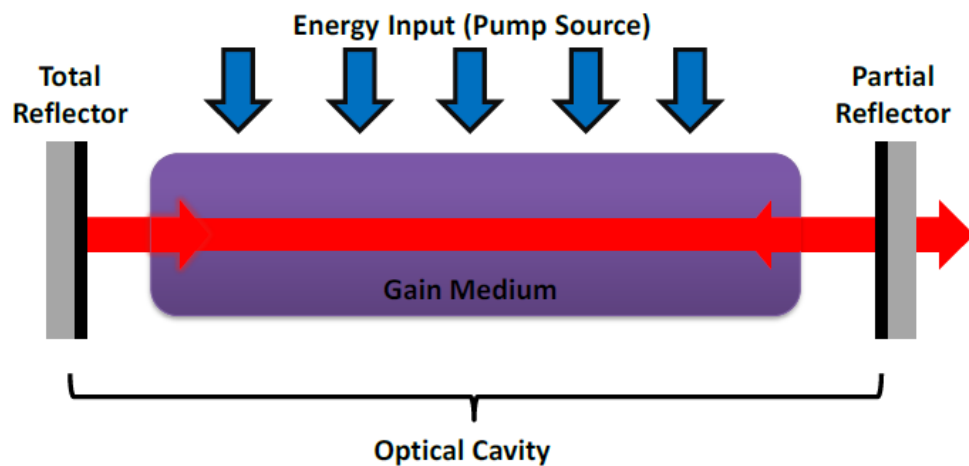 Energy Input (Pump Source)
Total
Reflector
Partial
Reflector
Gain Medium
Optical Cavity